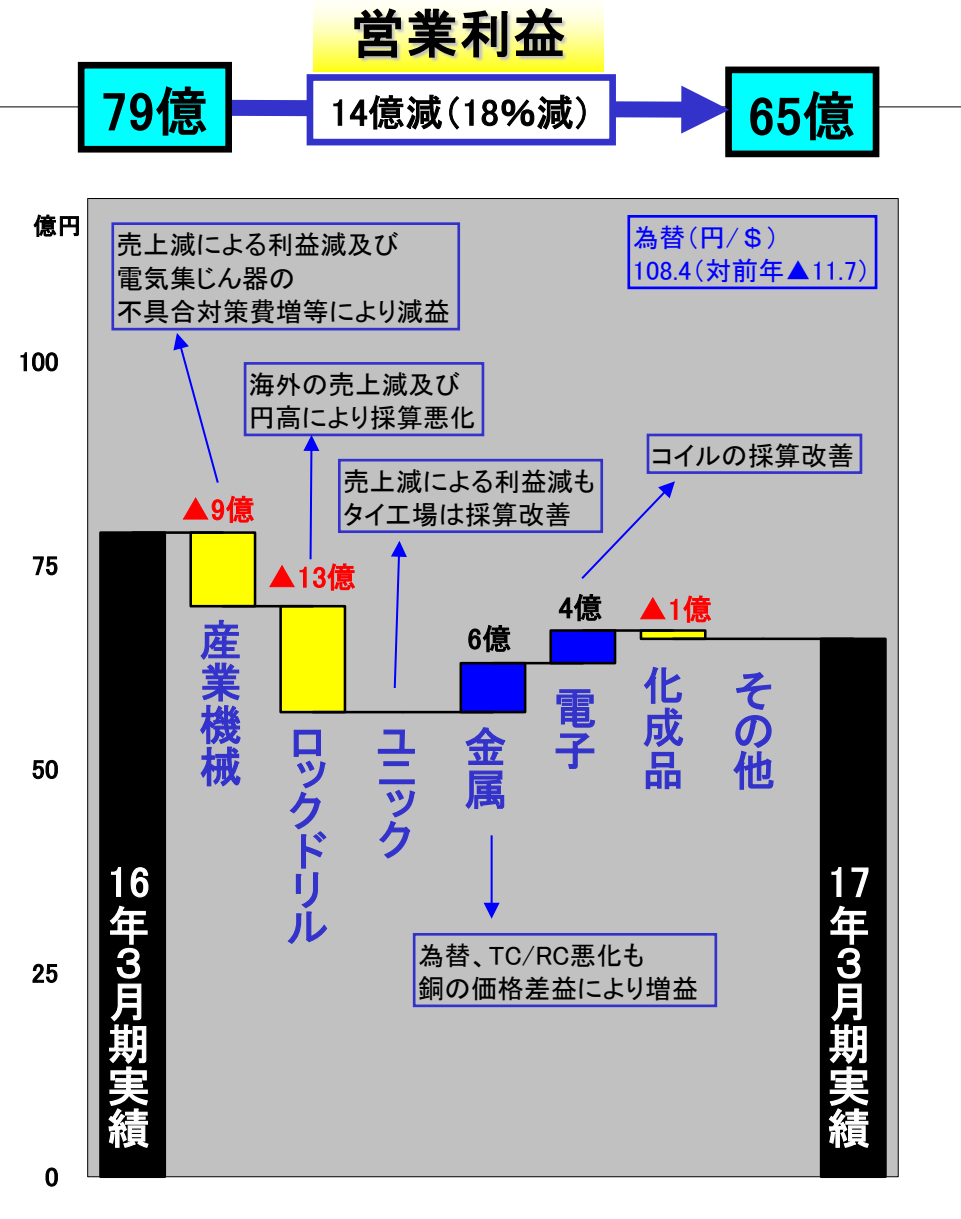 営業利益
79億
14億減(18%減)
65億
億円
100
75
50
25
0
売上減による利益減及び
電気集じん器の
不具合対策費増等により減益
為替(円/$)
108.4(対前年▲11.7)
海外の売上減及び
円高により採算悪化
売上減による利益減も
タイ工場は採算改善
コイルの採算改善
▲9億
▲13億
6億
4億
▲1億
産業機械
ロックドリル
ユニック
金属
電子
化成品
その他
為替、TC/RC悪化も
銅の価格差益により増益
16年3月期実績
17年3月期実績